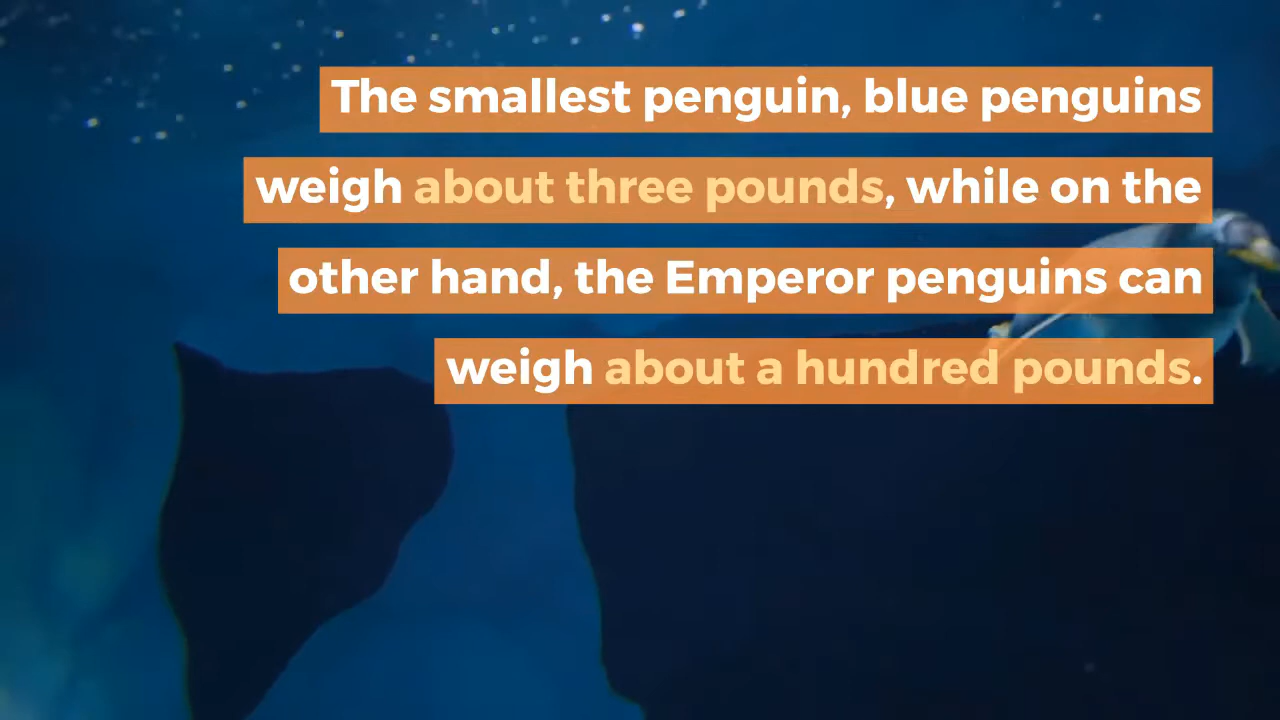 The smallest penguin, blue penguins
weigh about three pounds, while on the
other hand, the Emperor penguins can
weigh about a hundred pounds.